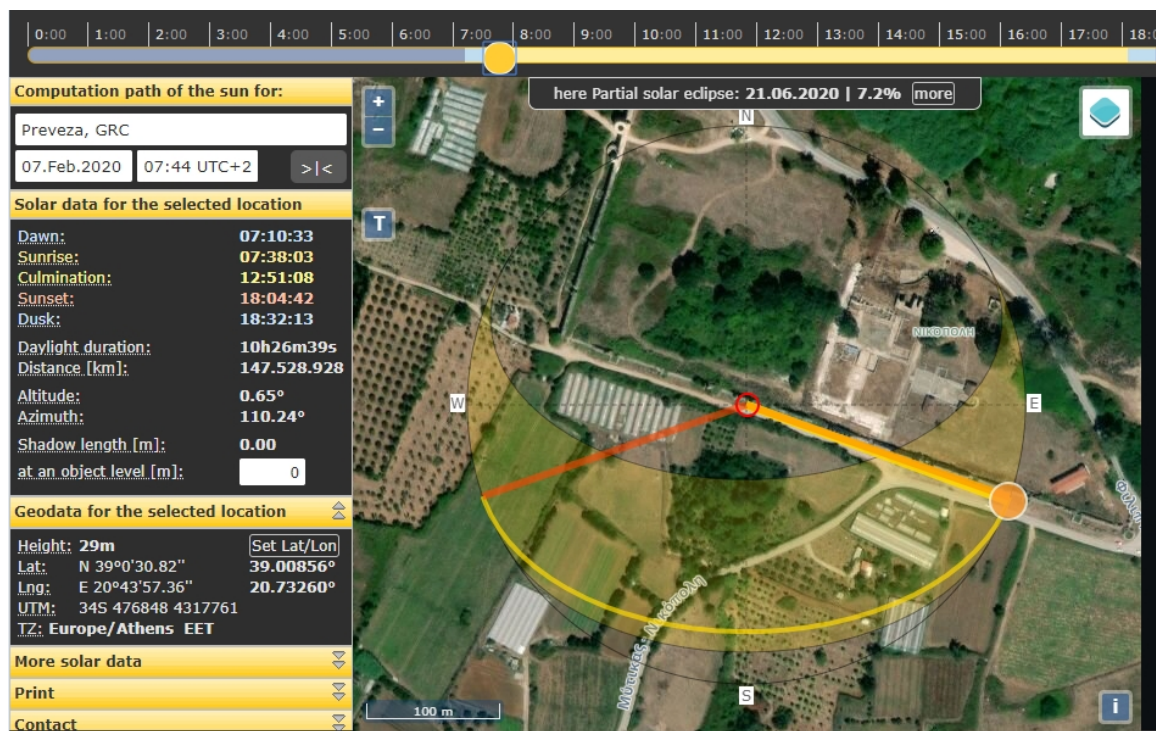 0:00 1:00 2:00 3:00 4:00 5:00 6:00 7:00 8:00 9:00 10:00 11:00 12:00 13:00 14:00 15:00 16:00 17:00
Computation path of the sun for:
Preveza, GRC
07.Feb.2020 07:44 UTC+2 >|<
Solar data for the selected location
Dawn: 07:10:33
Sunrise: 07:38:03
Culmination: 12:51:08
Sunset: 18:04:42
Dusk: 18:32:13
Daylight duration: 10h26m39s
Distance [km]: 147.528.928
Altitude: 0.65°
Azimuth: 110.24°
Shadow length [m]: 0.00
at an object level [m]: 0
Geodata for the selected location
Height: 29m Set Lat/Lon
Lat: N 39°0'30.82'' 39.00856°
Lng: E 20°43'57.36'' 20.73260°
UTM: 34S 476848 4317761
TZ: Europe/Athens EET
More solar data
Print
Contact
+
−
here Partial solar eclipse: 21.06.2020 | 7.2% more
T
N
ΝΙΚΟΠΟΛΗ
W
E
Μύτικας - Νικόπολη
S
100 m
i